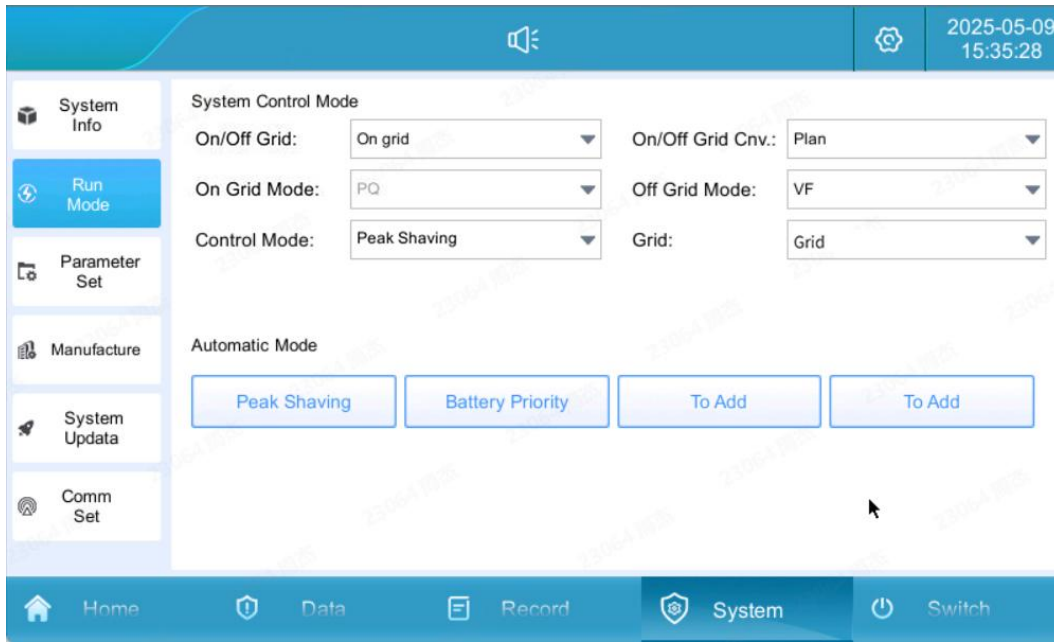 2025-05-09
15:35:28
System Info
Run Mode
Parameter Set
Manufacture
System Updata
Comm Set
System Control Mode
On/Off Grid: On grid On/Off Grid Cnv.: Plan
On Grid Mode: PQ Off Grid Mode: VF
Control Mode: Peak Shaving Grid: Grid
Automatic Mode
Peak Shaving Battery Priority To Add To Add
Home Data Record System Switch